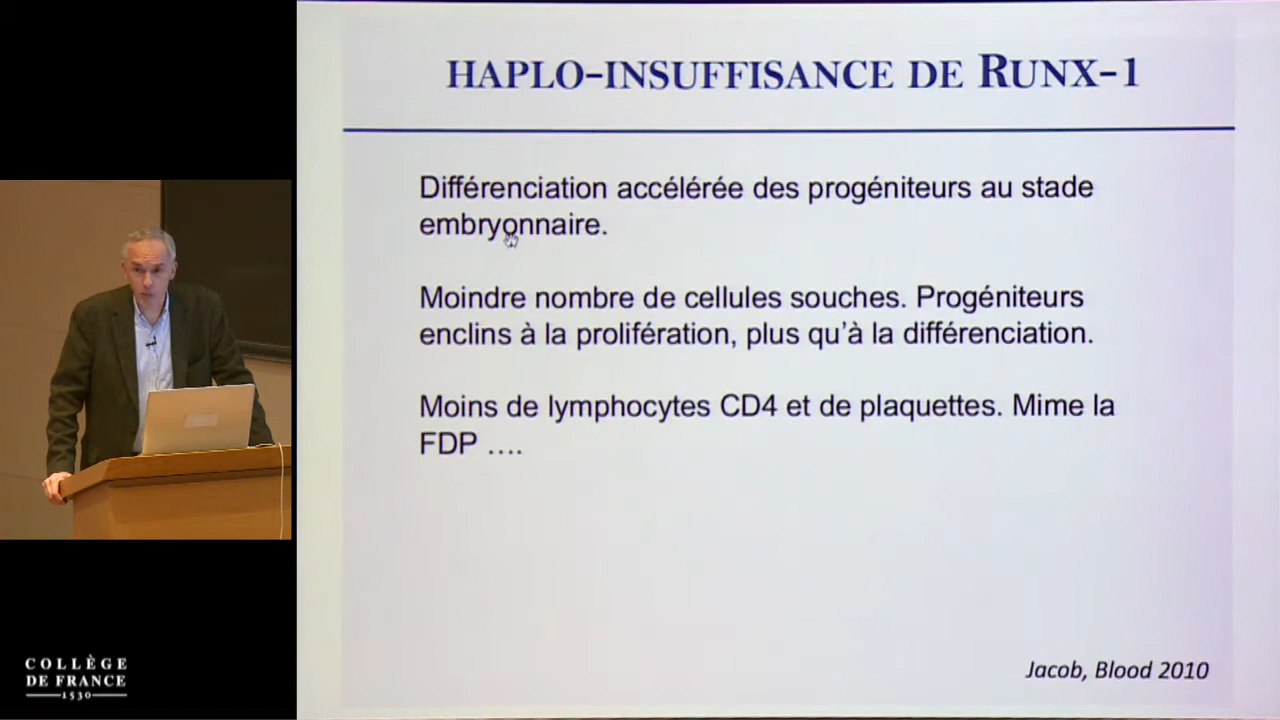 HAPLO-INSUFFISANCE DE RUNX-1
Différenciation accélérée des progéniteurs au stade
embryonnaire.
Moindre nombre de cellules souches. Progéniteurs
enclins à la prolifération, plus qu'à la différenciation.
Moins de lymphocytes CD4 et de plaquettes. Mime la
FDP ....
Jacob, Blood 2010
COLLÈGE
DE FRANCE
1530